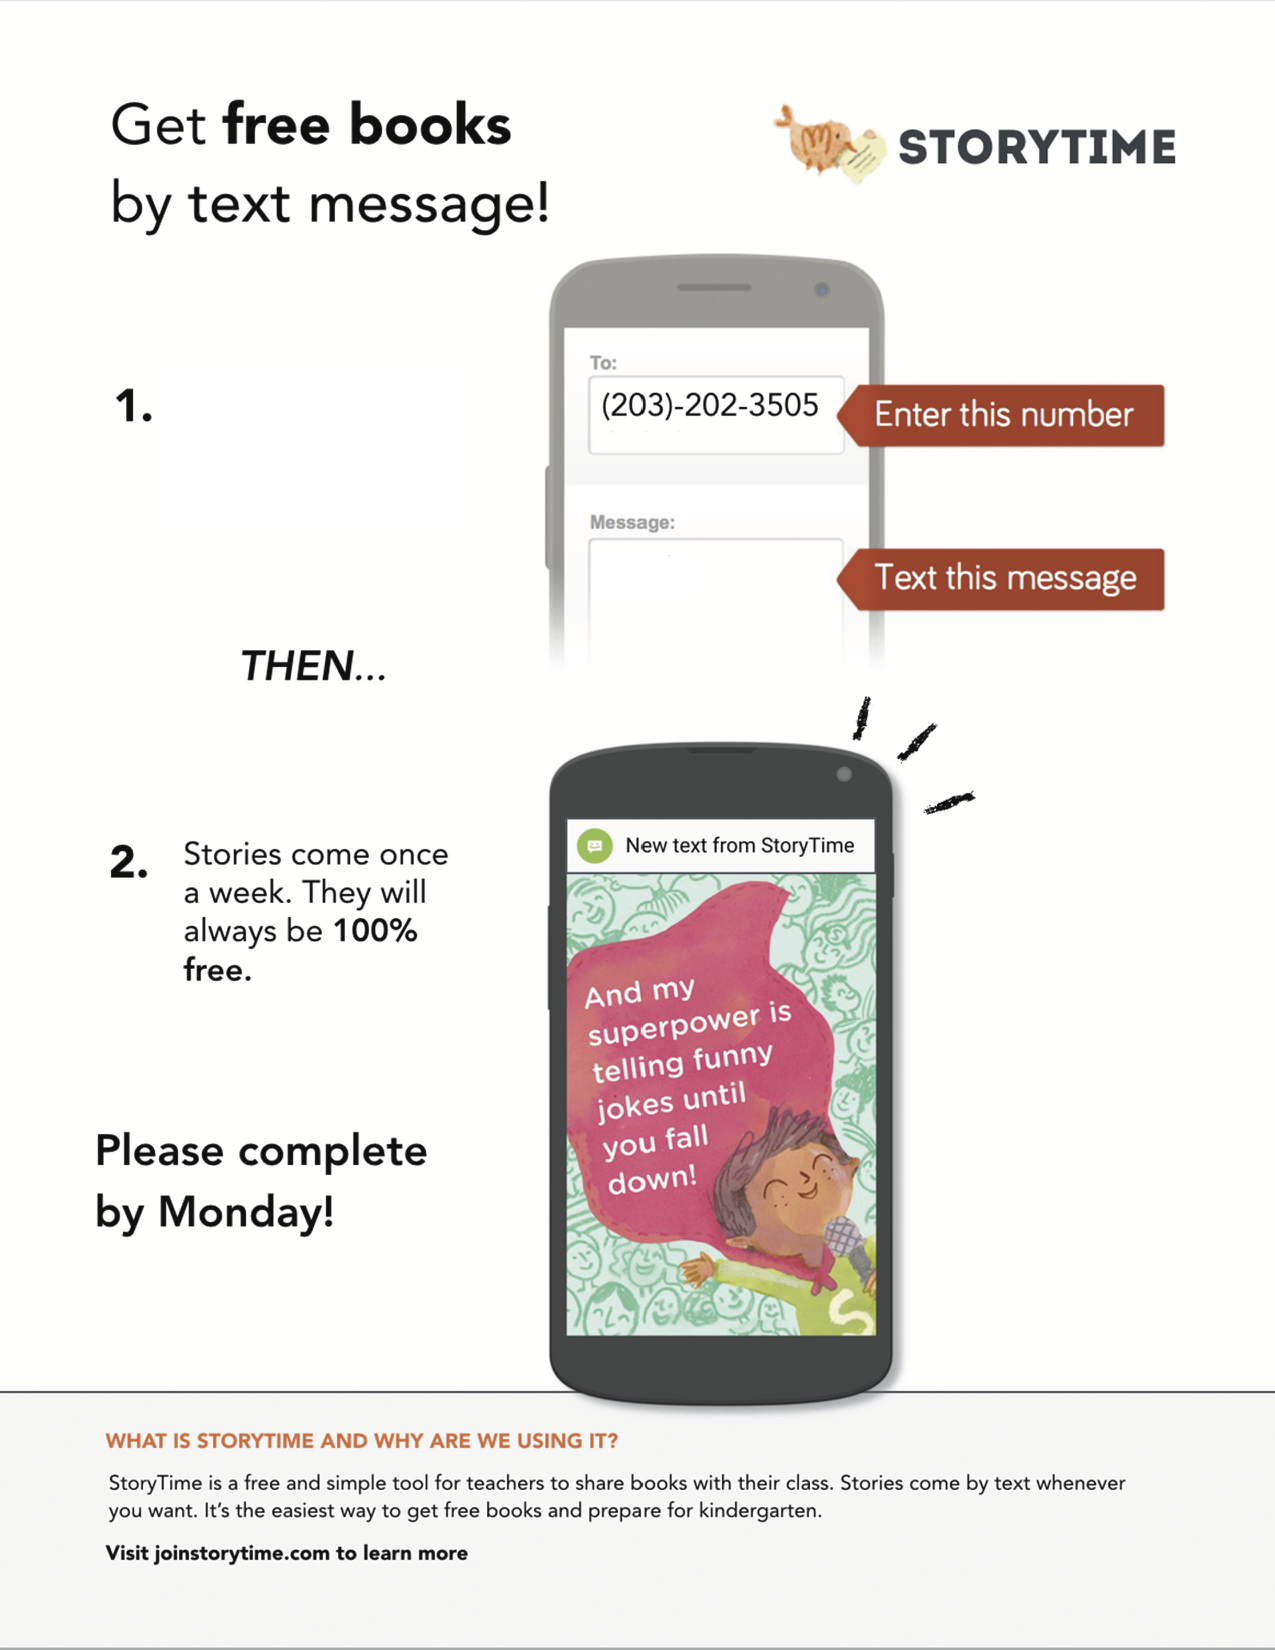 Get free books
by text message!
STORYTIME
1.
To:
(203)-202-3505
Enter this number
Message:
Text this message
THEN...
2. Stories come once
a week. They will
always be 100%
free.
New text from StoryTime
And my
superpower is
telling funny
jokes until
you fall
down!
Please complete
by Monday!
WHAT IS STORYTIME AND WHY ARE WE USING IT?
StoryTime is a free and simple tool for teachers to share books with their class. Stories come by text whenever
you want. It's the easiest way to get free books and prepare for kindergarten.
Visit joinstorytime.com to learn more